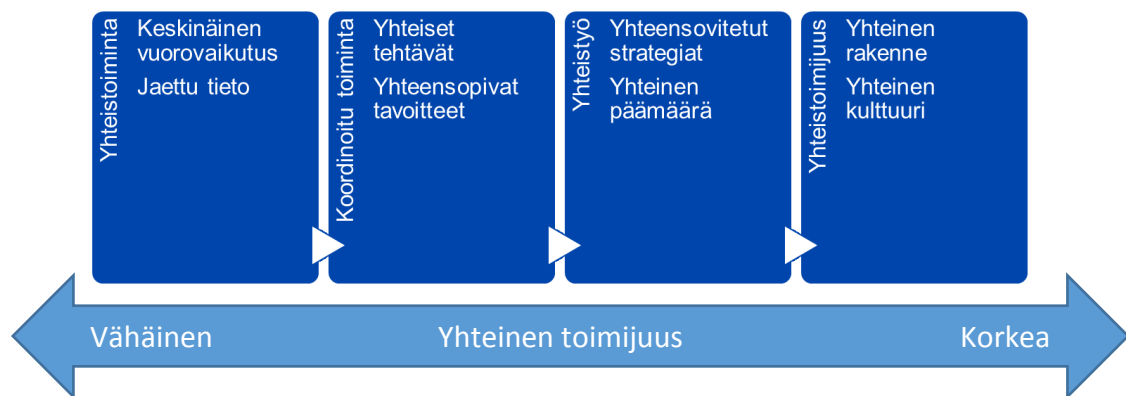 Yhteistoiminta
Keskinäinen
vuorovaikutus
Jaettu tieto
Koordinoitu toiminta
Yhteiset
tehtävät
Yhteensopivat
tavoitteet
Yhteistyö
Yhteensovitetut
strategiat
Yhteinen
päämäärä
Yhteistoimijuus
Yhteinen
rakenne
Yhteinen
kulttuuri
Vähäinen
Yhteinen toimijuus
Korkea